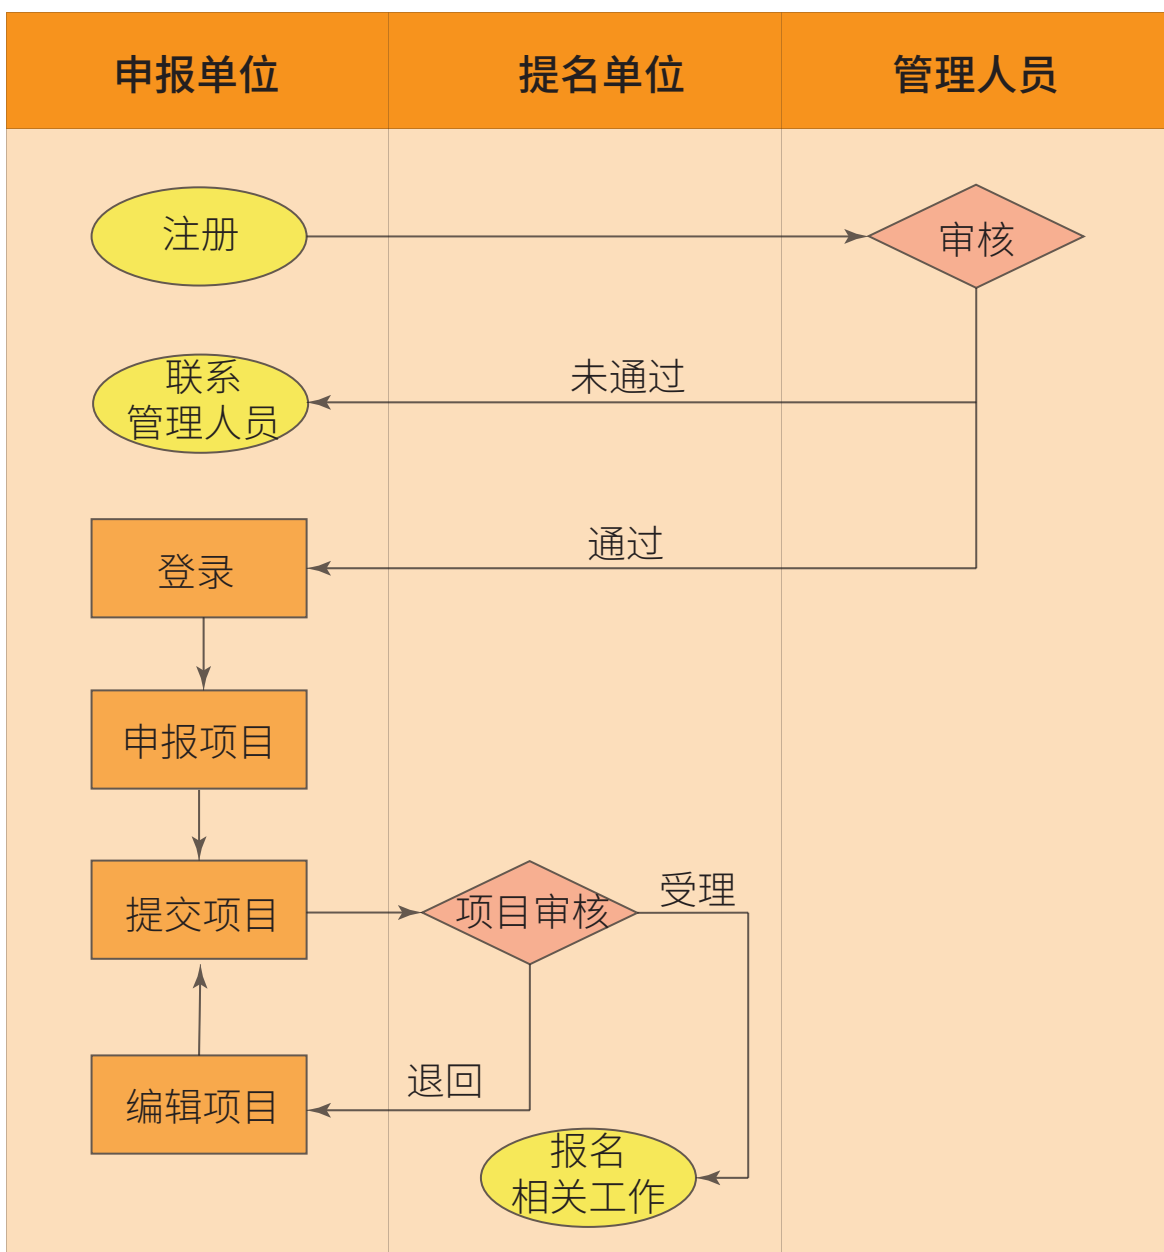 申报单位
提名单位
管理人员
注册
审核
未通过
联系
管理人员
通过
登录
申报项目
提交项目
项目审核
受理
退回
编辑项目
报名
相关工作